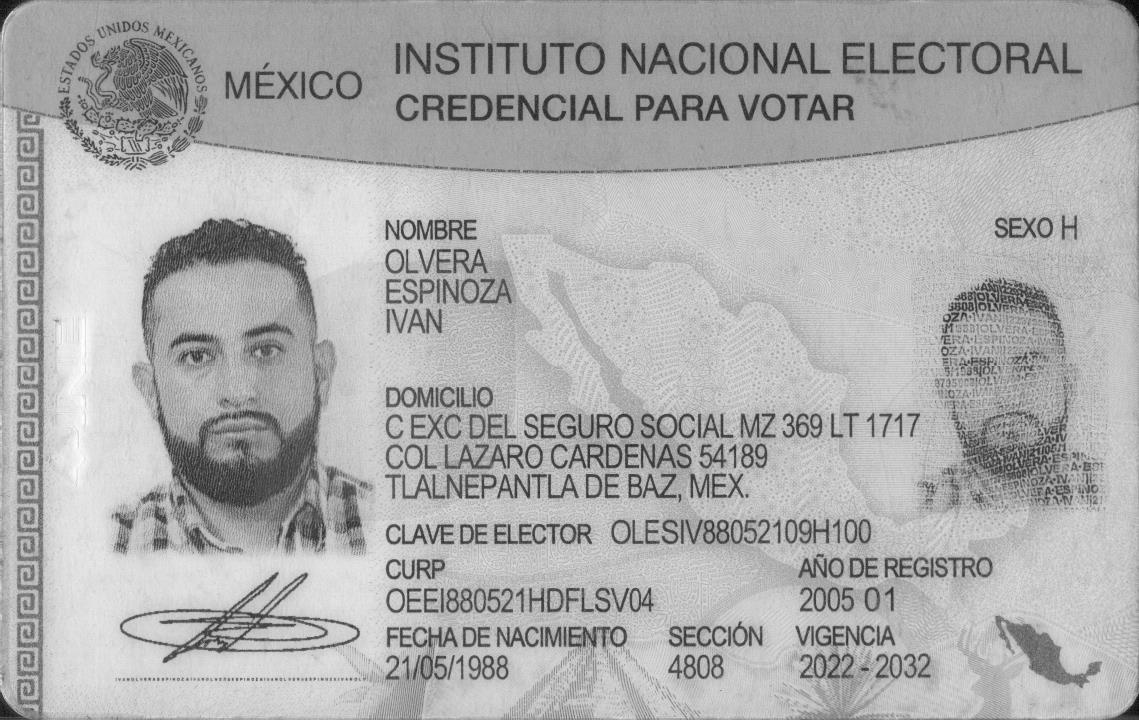 ESTADOS UNIDOS MEXICANOS
MÉXICO
INSTITUTO NACIONAL ELECTORAL
CREDENCIAL PARA VOTAR
NOMBRE
OLVERA
ESPINOZA
IVAN
SEXO H
DOMICILIO
C EXC DEL SEGURO SOCIAL MZ 369 LT 1717
COL LAZARO CARDENAS 54189
TLALNEPANTLA DE BAZ, MEX.
CLAVE DE ELECTOR OLESIV88052109H100
CURP
OEEI880521HDFLSV04
AÑO DE REGISTRO
2005 01
FECHA DE NACIMIENTO
21/05/1988
SECCIÓN
4808
VIGENCIA
2022 - 2032